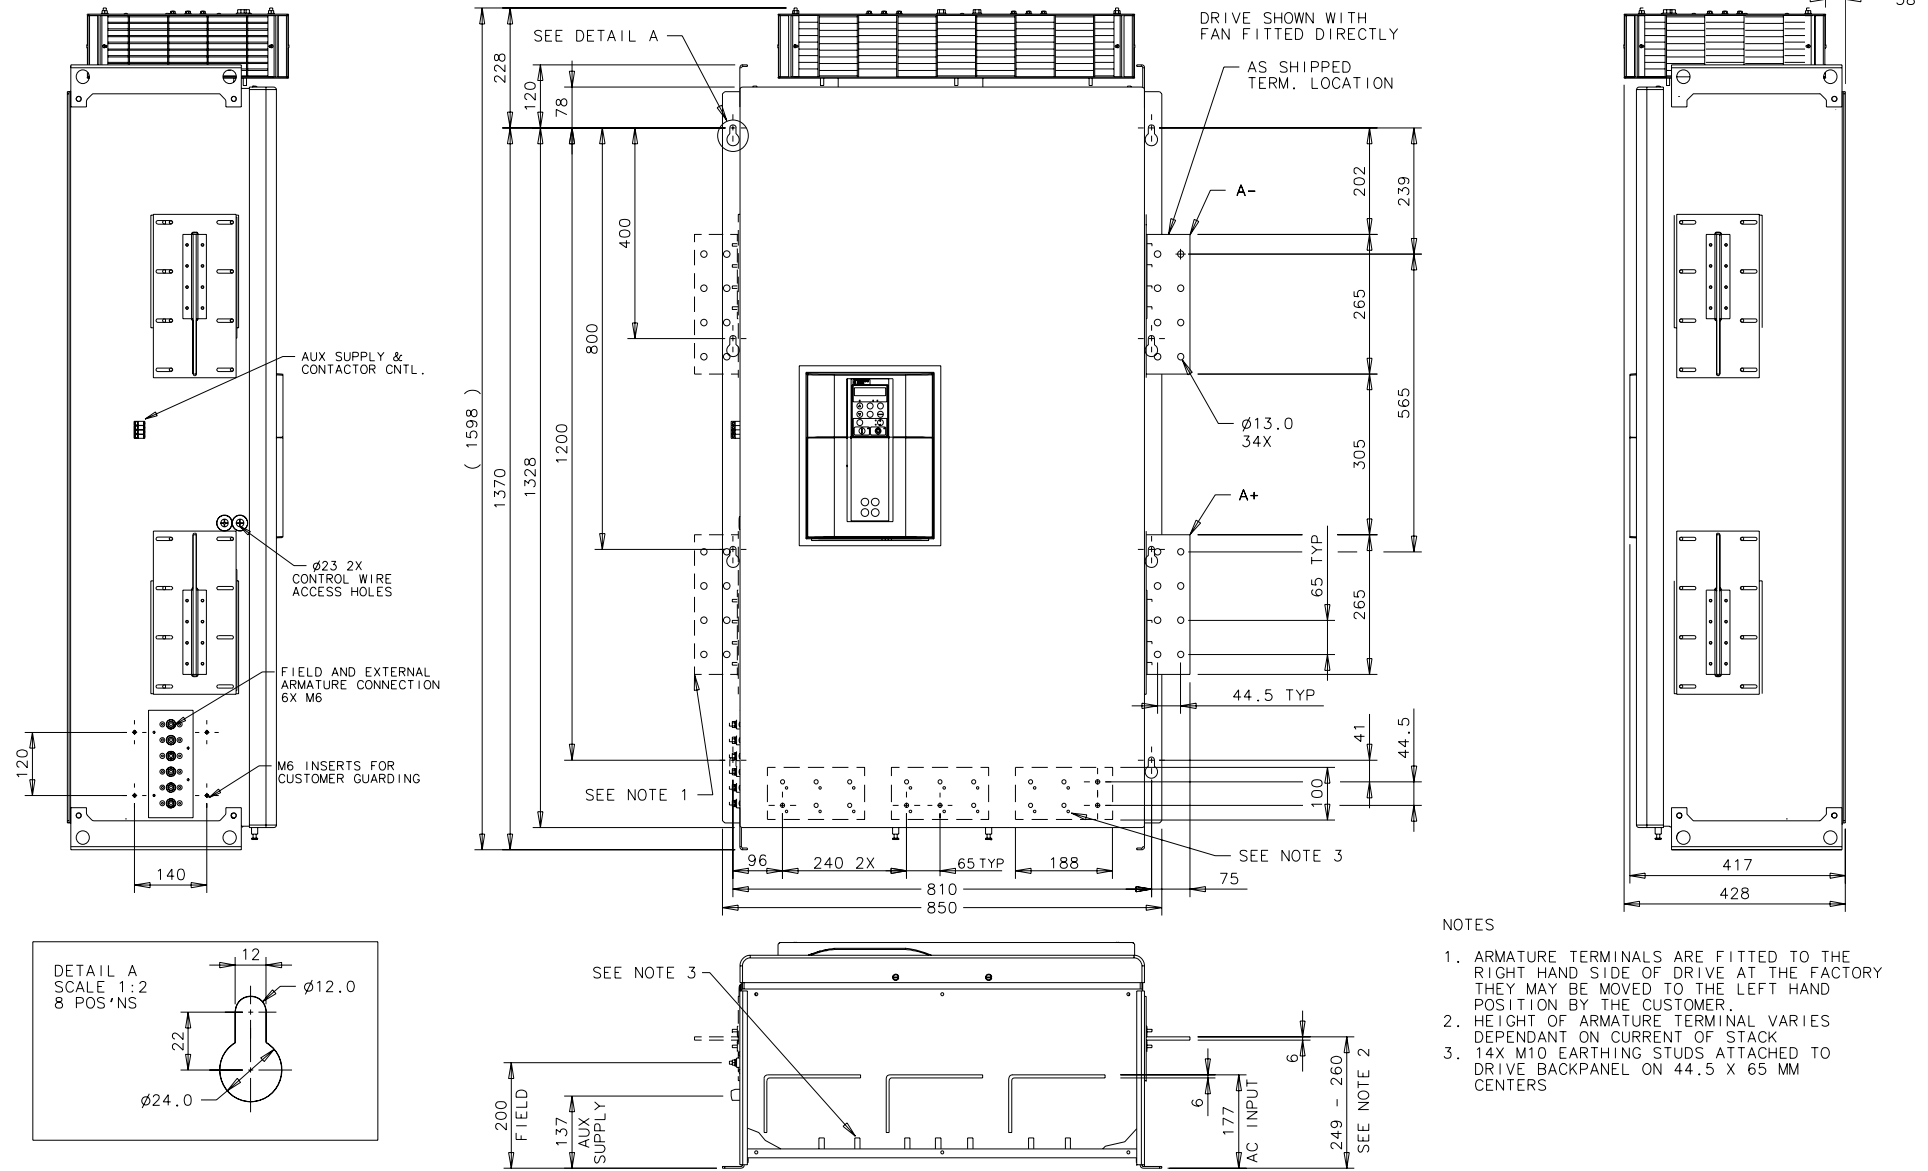 38
DRIVE SHOWN WITH
FAN FITTED DIRECTLY
SEE DETAIL A
AS SHIPPED
TERM. LOCATION
228
120
78
A-
202
239
400
800
265
565
AUX SUPPLY &
CONTACTOR CNTL.
( 1598 )
1370
1328
1200
Ø13.0
34X
305
A+
Ø23 2X
CONTROL WIRE
ACCESS HOLES
65 TYP
265
FIELD AND EXTERNAL
ARMATURE CONNECTION
6X M6
44.5 TYP
41
44.5
120
M6 INSERTS FOR
CUSTOMER GUARDING
SEE NOTE 1
100
SEE NOTE 3
140
96
240 2X
65 TYP
188
75
810
850
417
428
DETAIL A
SCALE 1:2
8 POS'NS
12
Ø12.0
22
Ø24.0
SEE NOTE 3
200
FIELD
137
AUX
SUPPLY
6
177
AC INPUT
6
249 - 260
SEE NOTE 2
NOTES
1. ARMATURE TERMINALS ARE FITTED TO THE
RIGHT HAND SIDE OF DRIVE AT THE FACTORY
THEY MAY BE MOVED TO THE LEFT HAND
POSITION BY THE CUSTOMER.
2. HEIGHT OF ARMATURE TERMINAL VARIES
DEPENDANT ON CURRENT OF STACK
3. 14X M10 EARTHING STUDS ATTACHED TO
DRIVE BACKPANEL ON 44.5 X 65 MM
CENTERS